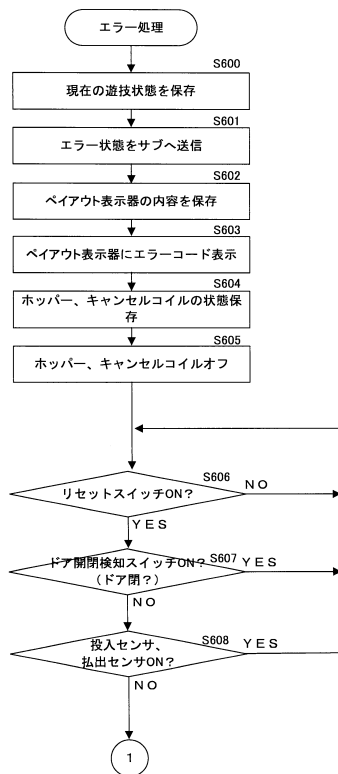 エラー処理
S600
現在の遊技状態を保存
S601
エラー状態をサブへ送信
S602
ペイアウト表示器の内容を保存
S603
ペイアウト表示器にエラーコード表示
S604
ホッパー、キャンセルコイルの状態保
存
S605
ホッパー、キャンセルコイルオフ
S606
リセットスイッチON?
NO
YES
S607
ドア開閉検知スイッチON?
(ドア閉?)
YES
NO
S608
投入センサ、
払出センサON?
YES
NO
1